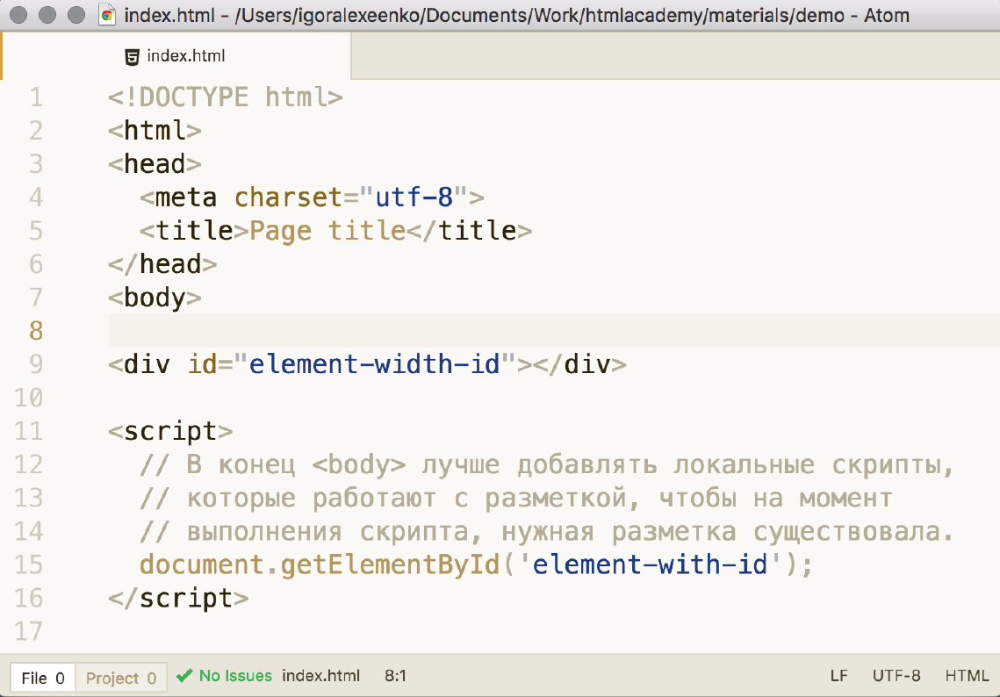 index.html - /Users/igoralexeenko/Documents/Work/htmlacademy/materials/demo - Atom
index.html
1 <!DOCTYPE html>
2 <html>
3 <head>
4 <meta charset="utf-8">
5 <title>Page title</title>
6 </head>
7 <body>
8
9 <div id="element-width-id"></div>
10
11 <script>
12 // В конец <body> лучше добавлять локальные скрипты,
13 // которые работают с разметкой, чтобы на момент
14 // выполнения скрипта, нужная разметка существовала.
15 document.getElementById('element-with-id');
16 </script>
17
File 0 Project 0 No Issues index.html 8:1 LF UTF-8 HTML